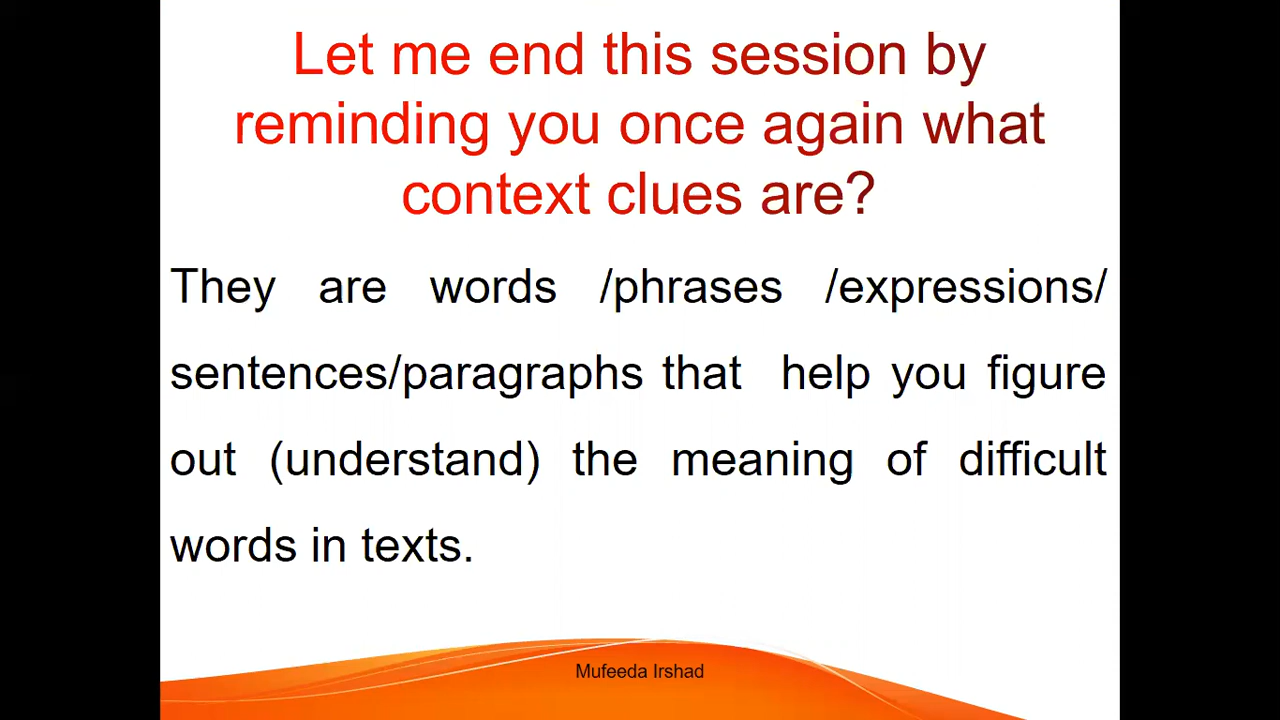 Let me end this session by
reminding you once again what
context clues are?
They are words /phrases /expressions/
sentences/paragraphs that help you figure
out (understand) the meaning of difficult
words in texts.
Mufeeda Irshad